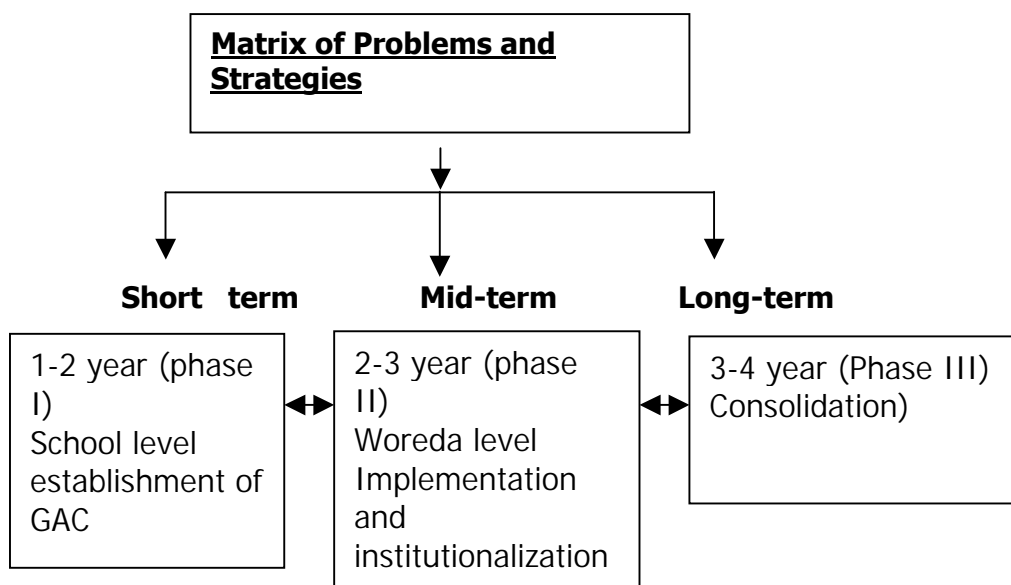 Matrix of Problems and
Strategies
Short term
Mid-term
Long-term
1-2 year (phase
I)
School level
establishment of
GAC
2-3 year (phase
II)
Woreda level
Implementation
and
institutionalization
3-4 year (Phase III)
Consolidation)